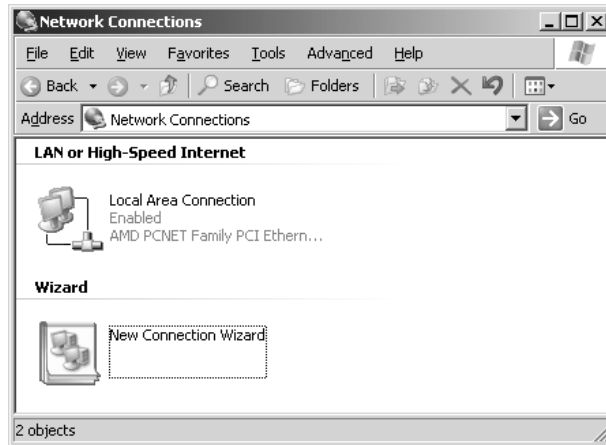 Network Connections
File Edit View Favorites Tools Advanced Help
Back Search Folders
Address Network Connections Go
LAN or High-Speed Internet
Local Area Connection
Enabled
AMD PCNET Family PCI Ethern...
Wizard
New Connection Wizard
2 objects